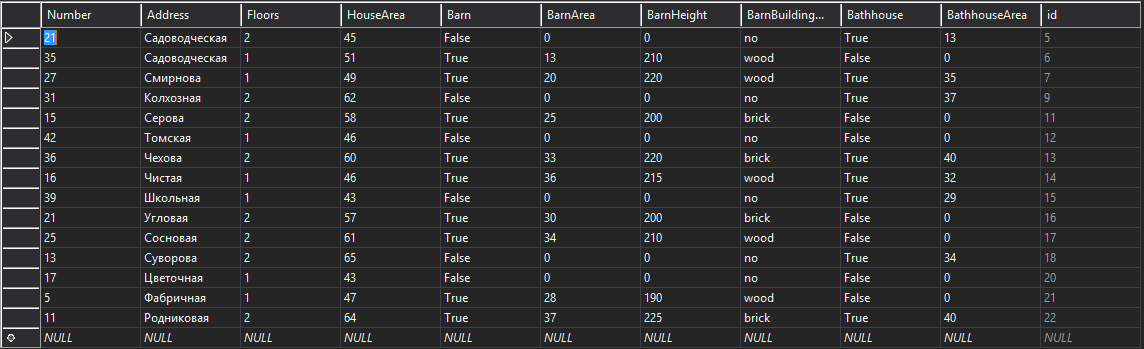 Number Address Floors HouseArea Barn BarnArea BarnHeight BarnBuilding... Bathhouse BathhouseArea id
21 Садоводческая 2 45 False 0 0 no True 13 5
35 Садоводческая 1 51 True 13 210 wood False 0 6
27 Смирнова 1 49 True 20 220 wood True 35 7
31 Колхозная 2 62 False 0 0 no True 37 9
15 Серова 2 58 True 25 200 brick False 0 11
42 Томская 1 46 False 0 0 no False 0 12
36 Чехова 2 60 True 33 220 brick True 40 13
16 Чистая 1 46 True 36 215 wood True 32 14
39 Школьная 1 43 False 0 0 no True 29 15
21 Угловая 2 57 True 30 200 brick False 0 16
25 Сосновая 2 61 True 34 210 wood False 0 17
13 Суворова 2 65 False 0 0 no True 34 18
17 Цветочная 1 43 False 0 0 no False 0 20
5 Фабричная 1 47 True 28 190 wood False 0 21
11 Родниковая 2 64 True 37 225 brick True 40 22
NULL NULL NULL NULL NULL NULL NULL NULL NULL NULL NULL